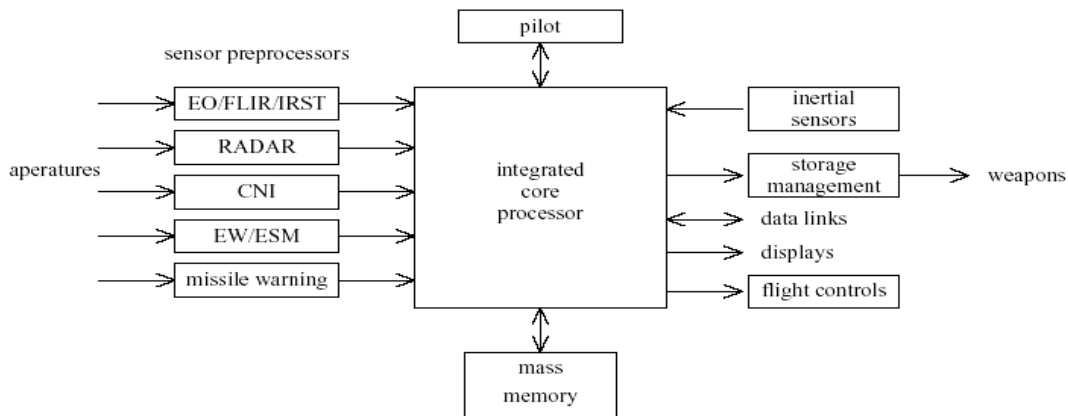 pilot
sensor preprocessors
EO/FLIR/IRST
RADAR
aperatures
CNI
EW/ESM
missile warning
integrated
core
processor
inertial
sensors
storage
management
weapons
data links
displays
flight controls
mass
memory